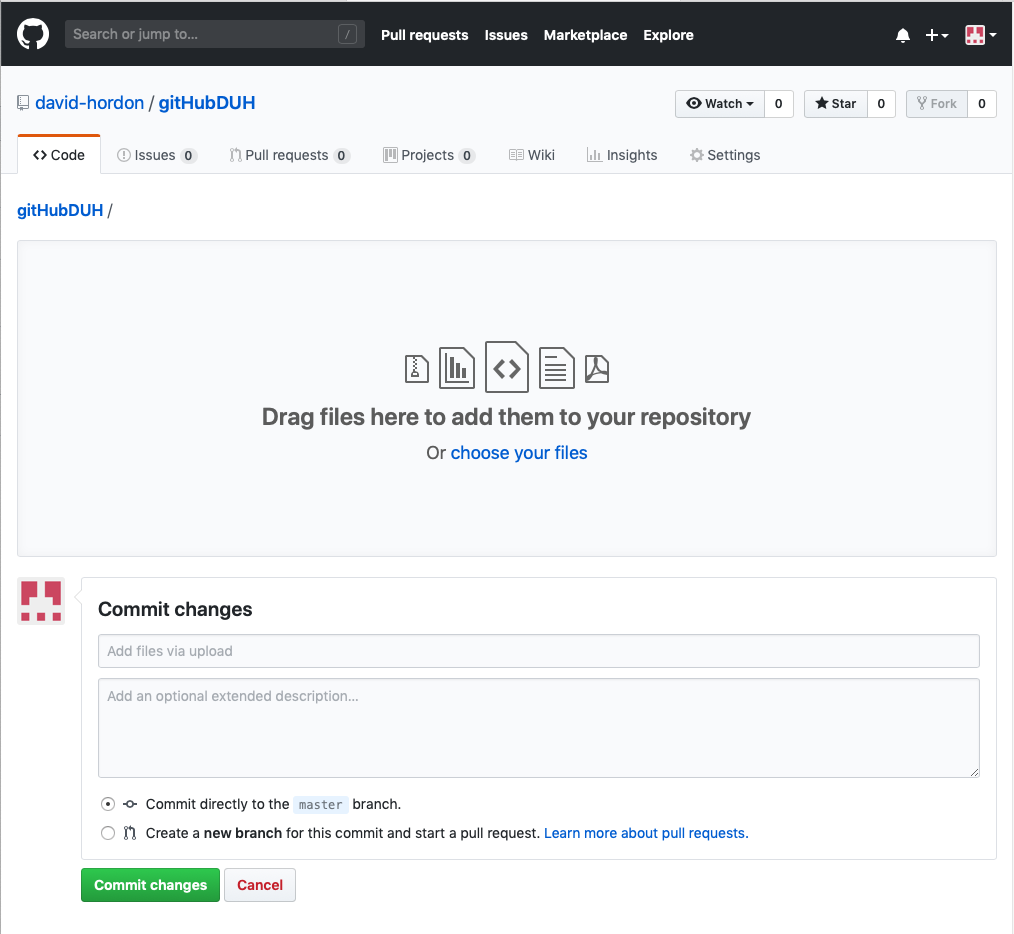 Search or jump to... /
Pull requests Issues Marketplace Explore
david-hordon / gitHubDUH
Watch 0 Star 0 Fork 0
Code Issues 0 Pull requests 0 Projects 0 Wiki Insights Settings
gitHubDUH /
Drag files here to add them to your repository
Or choose your files
Commit changes
Add files via upload
Add an optional extended description...
Commit directly to the master branch.
Create a new branch for this commit and start a pull request. Learn more about pull requests.
Commit changes Cancel